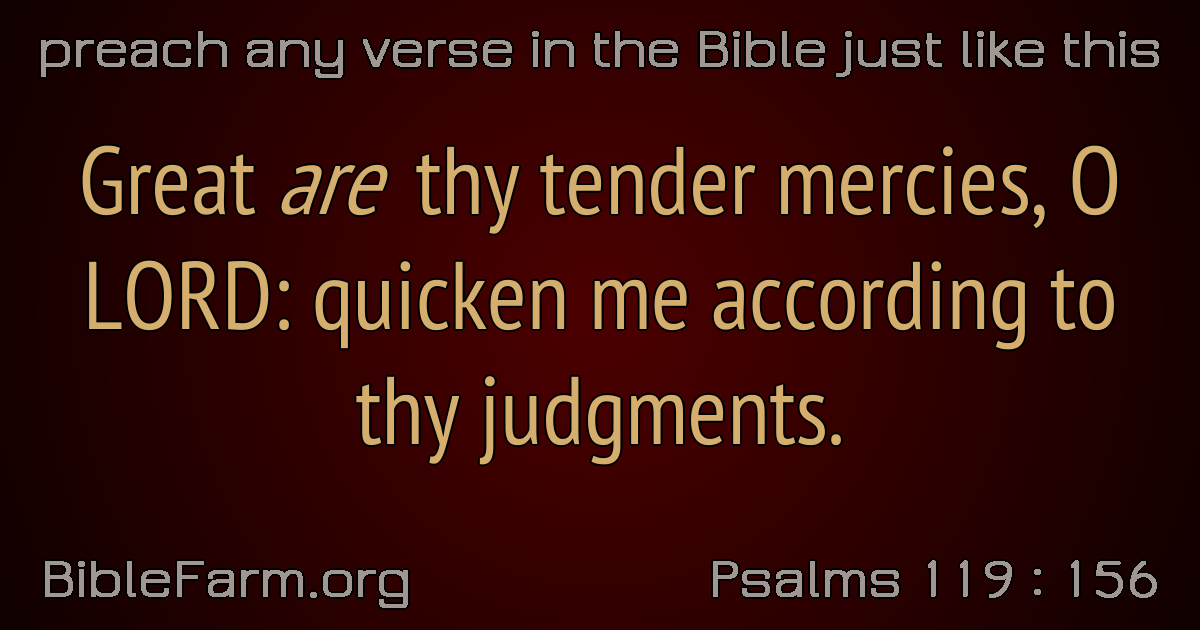 preach any verse in the Bible just like this
Great are thy tender mercies, O
LORD: quicken me according to
thy judgments.
BibleFarm.org
Psalms 119 : 156